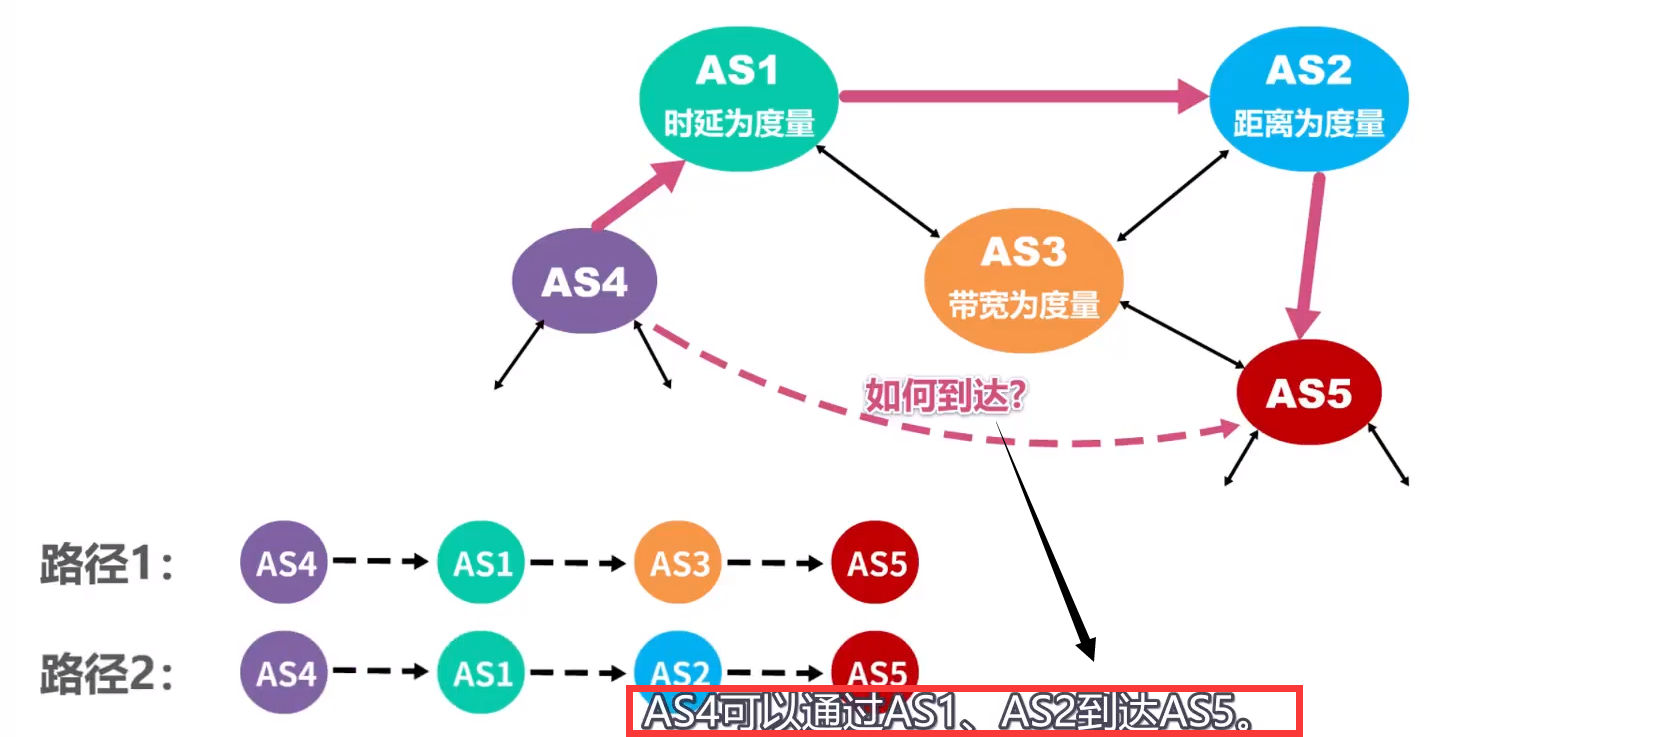 AS1
时延为度量
AS2
距离为度量
AS3
带宽为度量
AS4
如何到达?
AS5
路径1: AS4 AS1 AS3 AS5
路径2: AS4 AS1 AS2 AS5
AS4可以通过AS1、AS2到达AS5。